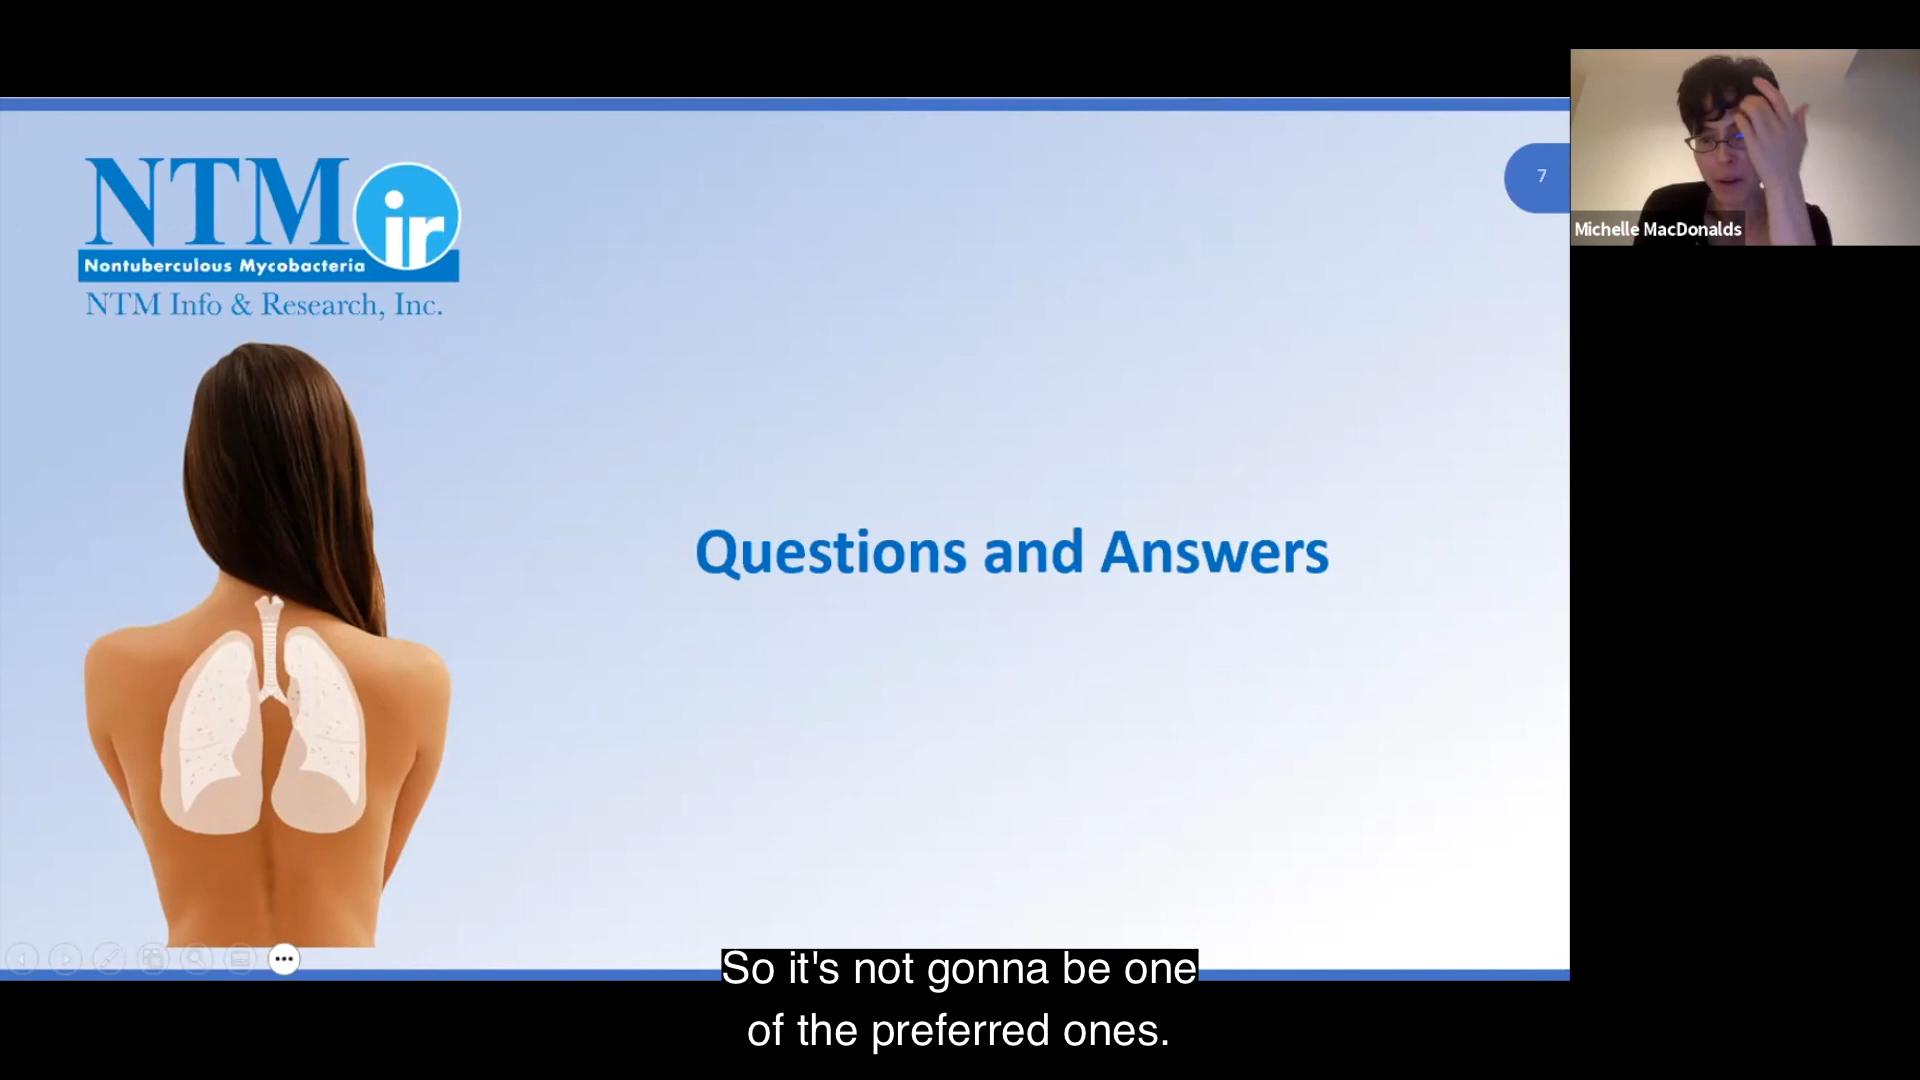 NTM
ir
Nontuberculous Mycobacteria
NTM Info & Research, Inc.
7
Michelle MacDonalds
Questions and Answers
So it's not gonna be one
of the preferred ones.